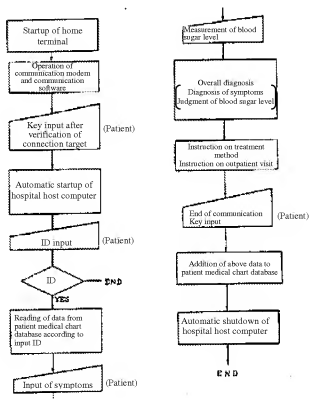 Startup of home
terminal
Operation of
communication modem
and communication
software
Key input after
verification of
connection target
(Patient)
Automatic startup of
hospital host computer
ID input
(Patient)
ID
END
YES
Reading of data from
patient medical chart
database according to
input ID
Input of symptoms
(Patient)
Measurement of blood
sugar level
Overall diagnosis
Diagnosis of symptoms
Judgment of blood sugar level
Instruction on treatment
method
Instruction on outpatient visit
End of communication
Key input
(Patient)
Addition of above data to
patient medical chart database
Automatic shutdown of
hospital host computer
END